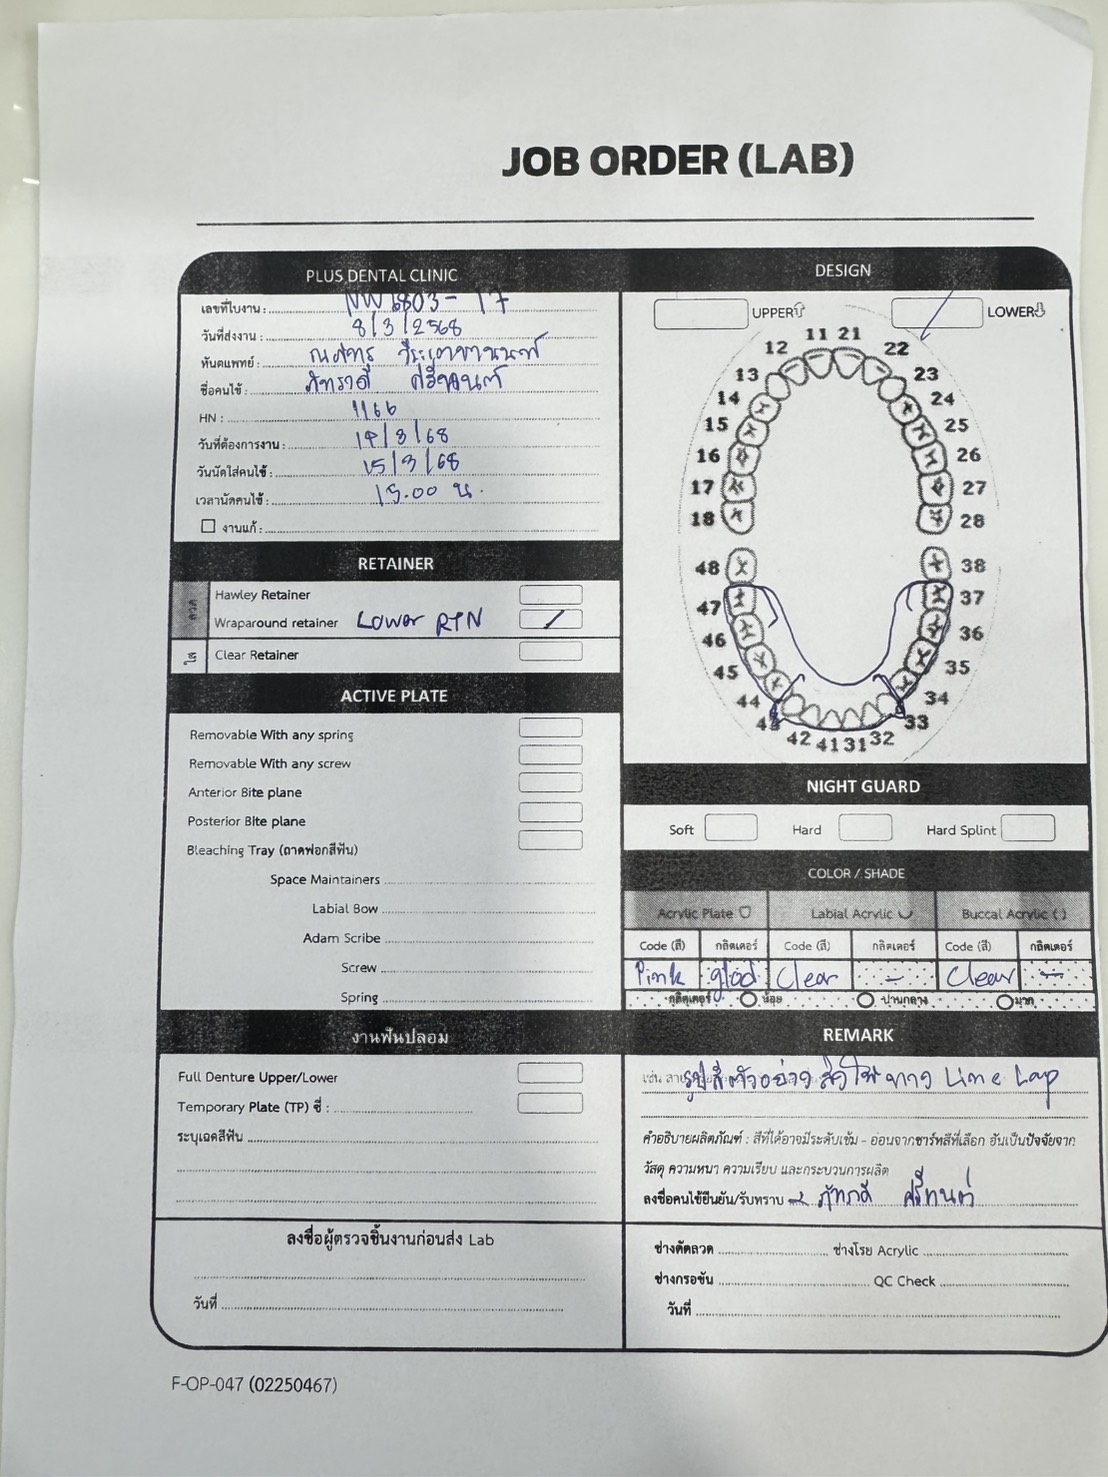 JOB ORDER (LAB)
PLUS DENTAL CLINIC
เลขที่ใบงาน : NW6803-17
วันที่ส่งงาน : 8/3/2568
ทันตแพทย์ :
ชื่อคนไข้ :
HN : 1166
วันที่ต้องการงาน : 14/3/68
วันนัดใส่คนไข้ : 15/3/68
เวลานัดคนไข้ : 15.00 น.
งานแก้ :
RETAINER
ลวด
Hawley Retainer
Wraparound retainer Lower RTN /
ใส
Clear Retainer
ACTIVE PLATE
Removable With any spring
Removable With any screw
Anterior Bite plane
Posterior Bite plane
Bleaching Tray (ถาดฟอกสีฟัน)
Space Maintainers
Labial Bow
Adam Scribe
Screw
Spring
งานฟันปลอม
Full Denture Upper/Lower
Temporary Plate (TP) ซี่ :
ระบุเฉดสีฟัน
ลงชื่อผู้ตรวจชิ้นงานก่อนส่ง Lab
วันที่
DESIGN
UPPER LOWER
11 21
12 22
13 23
14 24
15 25
16 26
17 27
18 28
48 38
47 37
46 36
45 35
44 34
43 33
42 41 31 32
NIGHT GUARD
Soft Hard Hard Splint
COLOR / SHADE
Acrylic Plate Labial Acrylic Buccal Acrylic ( )
Code (สี) กลิตเตอร์ Code (สี) กลิตเตอร์ Code (สี) กลิตเตอร์
Pink glod Clear - Clear -
กลิตเตอร์ น้อย ปานกลาง มาก
REMARK
เช่น รูปสีตัวอย่าง ส่งให้ทาง Line Lap
คำอธิบายผลิตภัณฑ์ : สีที่ได้อาจมีระดับเข้ม - อ่อนจากชาร์ทสีที่เลือก อันเป็นปัจจัยจาก
วัสดุ ความหนา ความเรียบ และกระบวนการผลิต
ลงชื่อคนไข้ยืนยัน/รับทราบ
ช่างดัดลวด ช่างโรย Acrylic
ช่างกรอขัน QC Check
วันที่
F-OP-047 (02250467)